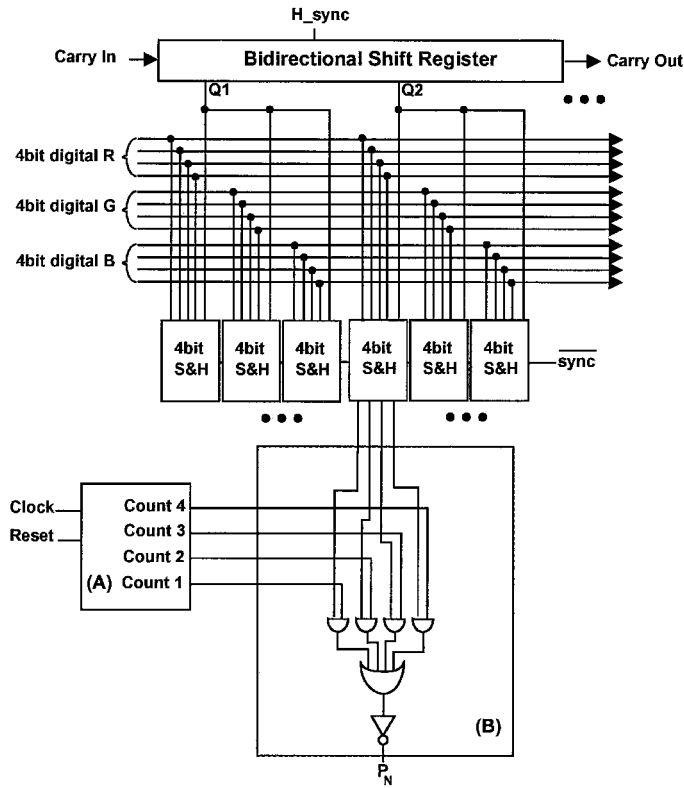 H_sync
Carry In
Bidirectional Shift Register
Carry Out
Q1
Q2
4bit digital R
4bit digital G
4bit digital B
4bit S&H
4bit S&H
4bit S&H
4bit S&H
4bit S&H
4bit S&H
sync
Clock
Reset
Count 4
Count 3
Count 2
(A) Count 1
(B)
PN